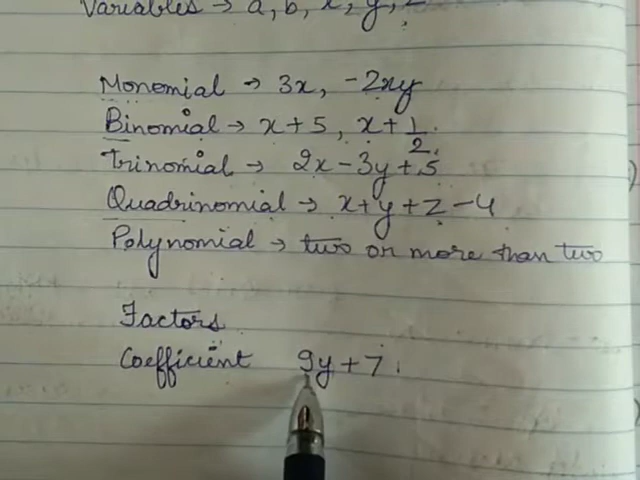 Variables → a, b, x, y, z
Monomial → 3x, -2xy
Binomial → x + 5, x + 1/2.
Trinomial → 2x - 3y + 5
Quadrinomial → x + y + z - 4
Polynomial → two or more than two
Factors
Coefficient 9y + 7.